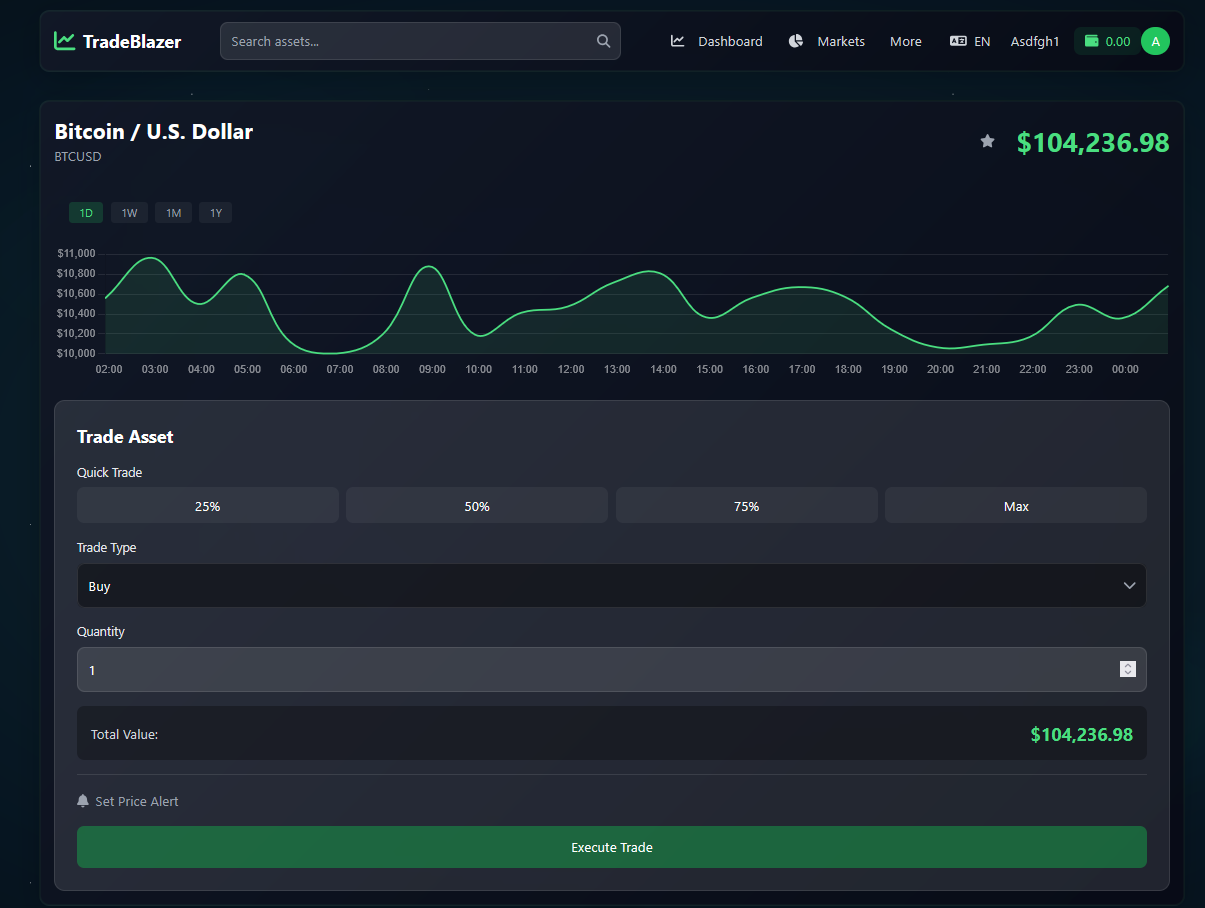 TradeBlazer
Search assets...
Dashboard
Markets
More
EN
Asdfgh1
0.00
A
Bitcoin / U.S. Dollar
BTCUSD
$104,236.98
1D 1W 1M 1Y
$11,000
$10,800
$10,600
$10,400
$10,200
$10,000
02:00 03:00 04:00 05:00 06:00 07:00 08:00 09:00 10:00 11:00 12:00 13:00 14:00 15:00 16:00 17:00 18:00 19:00 20:00 21:00 22:00 23:00 00:00
Trade Asset
Quick Trade
25% 50% 75% Max
Trade Type
Buy
Quantity
1
Total Value: $104,236.98
Set Price Alert
Execute Trade